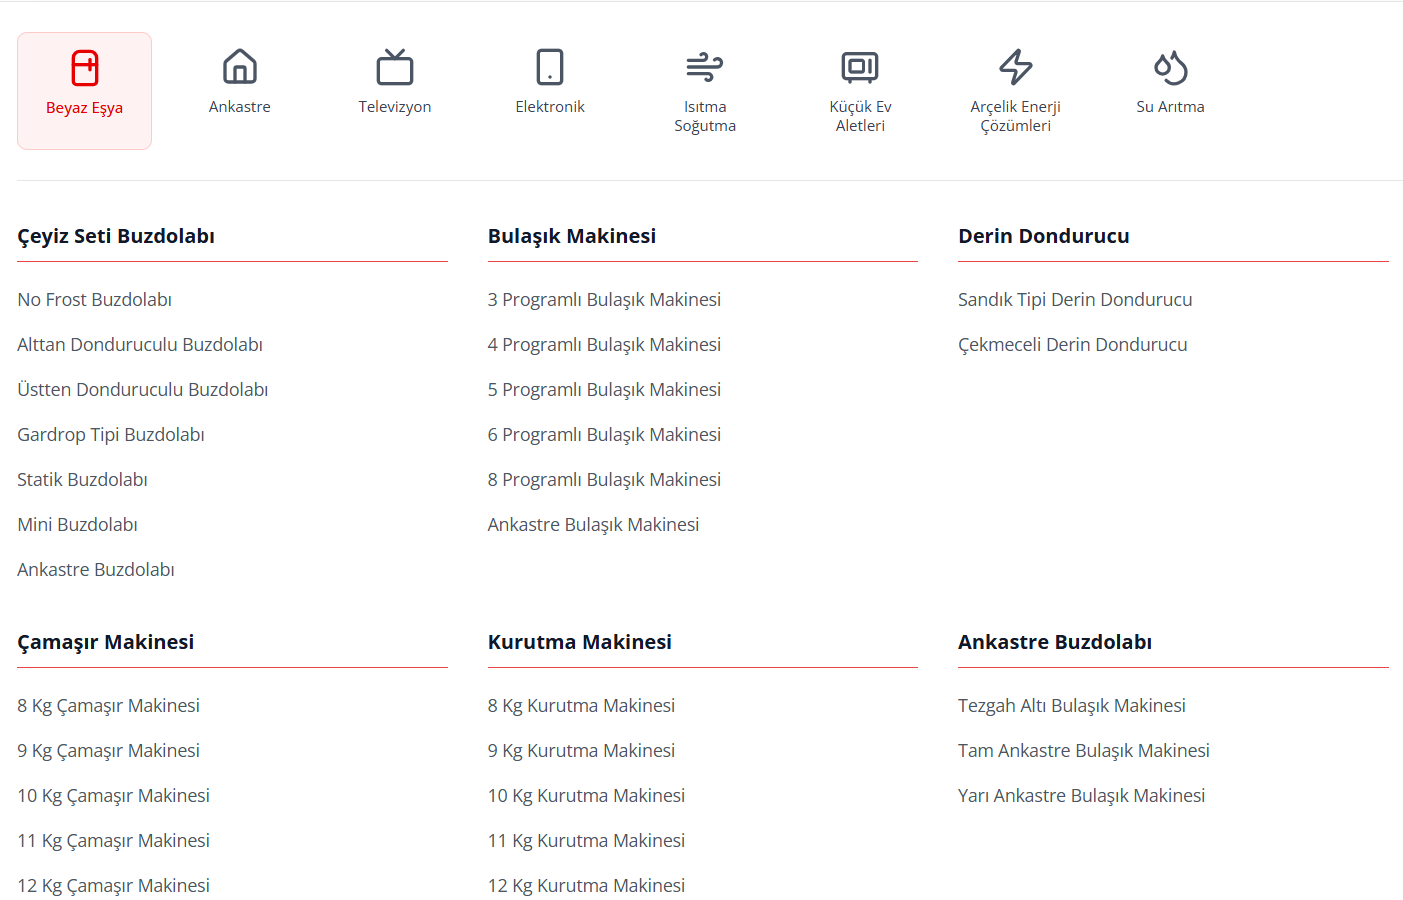 Beyaz Eşya
Ankastre
Televizyon
Elektronik
Isıtma
Soğutma
Küçük Ev
Aletleri
Arçelik Enerji
Çözümleri
Su Arıtma
Çeyiz Seti Buzdolabı
No Frost Buzdolabı
Alttan Donduruculu Buzdolabı
Üstten Donduruculu Buzdolabı
Gardrop Tipi Buzdolabı
Statik Buzdolabı
Mini Buzdolabı
Ankastre Buzdolabı
Bulaşık Makinesi
3 Programlı Bulaşık Makinesi
4 Programlı Bulaşık Makinesi
5 Programlı Bulaşık Makinesi
6 Programlı Bulaşık Makinesi
8 Programlı Bulaşık Makinesi
Ankastre Bulaşık Makinesi
Derin Dondurucu
Sandık Tipi Derin Dondurucu
Çekmeceli Derin Dondurucu
Çamaşır Makinesi
8 Kg Çamaşır Makinesi
9 Kg Çamaşır Makinesi
10 Kg Çamaşır Makinesi
11 Kg Çamaşır Makinesi
12 Kg Çamaşır Makinesi
Kurutma Makinesi
8 Kg Kurutma Makinesi
9 Kg Kurutma Makinesi
10 Kg Kurutma Makinesi
11 Kg Kurutma Makinesi
12 Kg Kurutma Makinesi
Ankastre Buzdolabı
Tezgah Altı Bulaşık Makinesi
Tam Ankastre Bulaşık Makinesi
Yarı Ankastre Bulaşık Makinesi